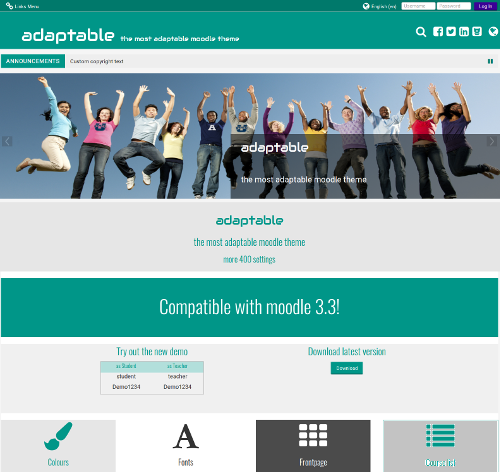 Links Menu
English (en)
Username
Password
Log in
adaptable the most adaptable moodle theme
ANNOUNCEMENTS
Custom copyright text
adaptable
the most adaptable moodle theme
adaptable
the most adaptable moodle theme
more 400 settings
Compatible with moodle 3.3!
Try out the new demo
as Student as Teacher
student teacher
Demo1234 Demo1234
Download latest version
Download
Colours
Fonts
Frontpage
Course list